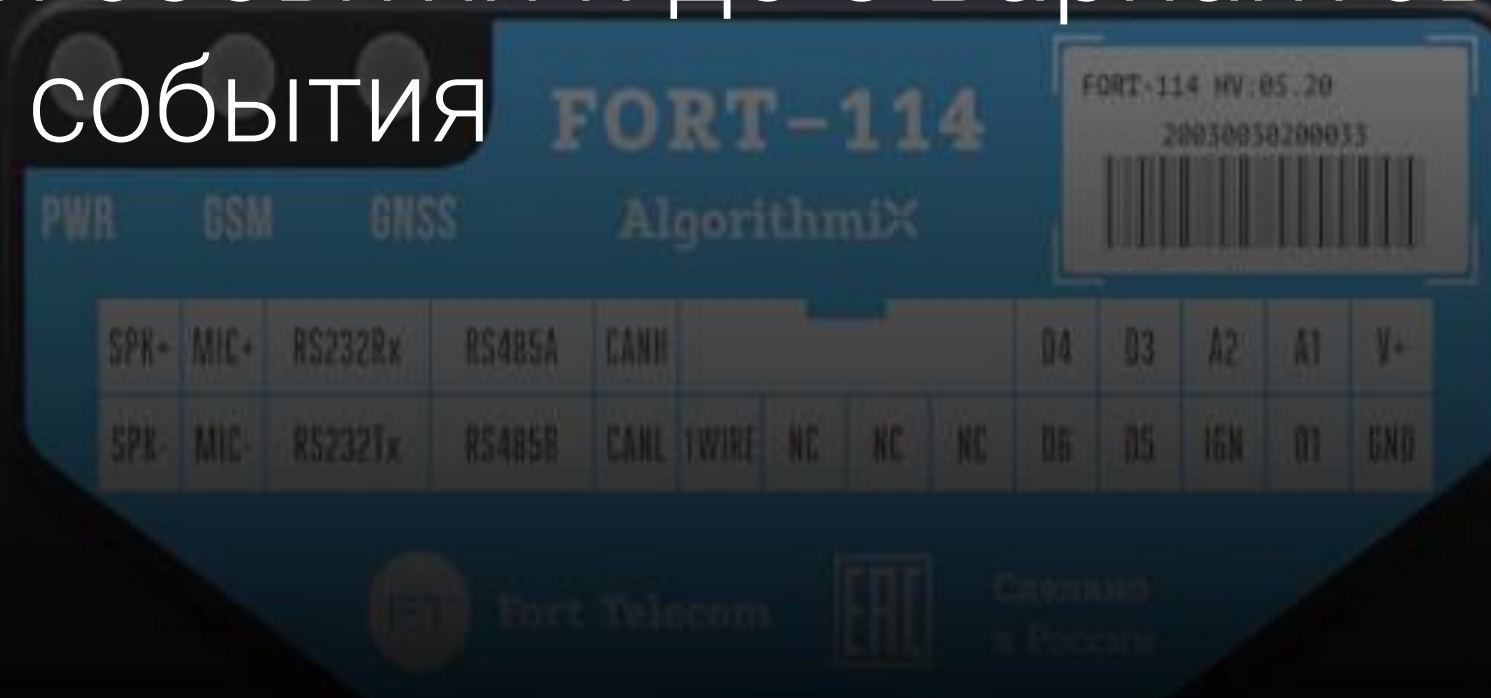 события
FORT-114
FORT-114 HV:05.20
20030050200033
PWR GSM GNSS
AlgorithmiX
SPK+ MIC+ RS232Rx RS485A CANH D4 D3 A2 A1 V+
SPK- MIC- RS232Tx RS485B CANL 1WIRE NC NC NC D6 D5 IGN O1 GND
FT Fort Telecom EAC
Сделано
в России